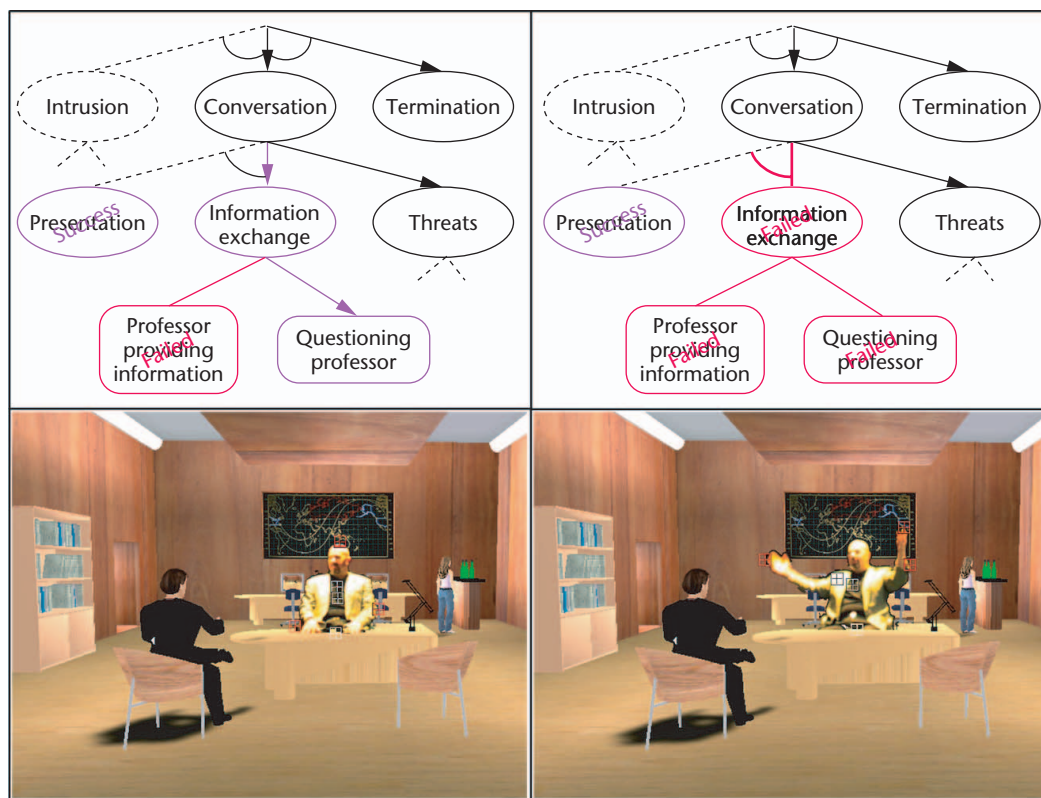 Intrusion
Conversation
Termination
Presentation
Success
Information
exchange
Threats
Professor
providing
information
Failed
Questioning
professor
Intrusion
Conversation
Termination
Presentation
Success
Information
exchange
Failed
Threats
Professor
providing
information
Failed
Questioning
professor
Failed